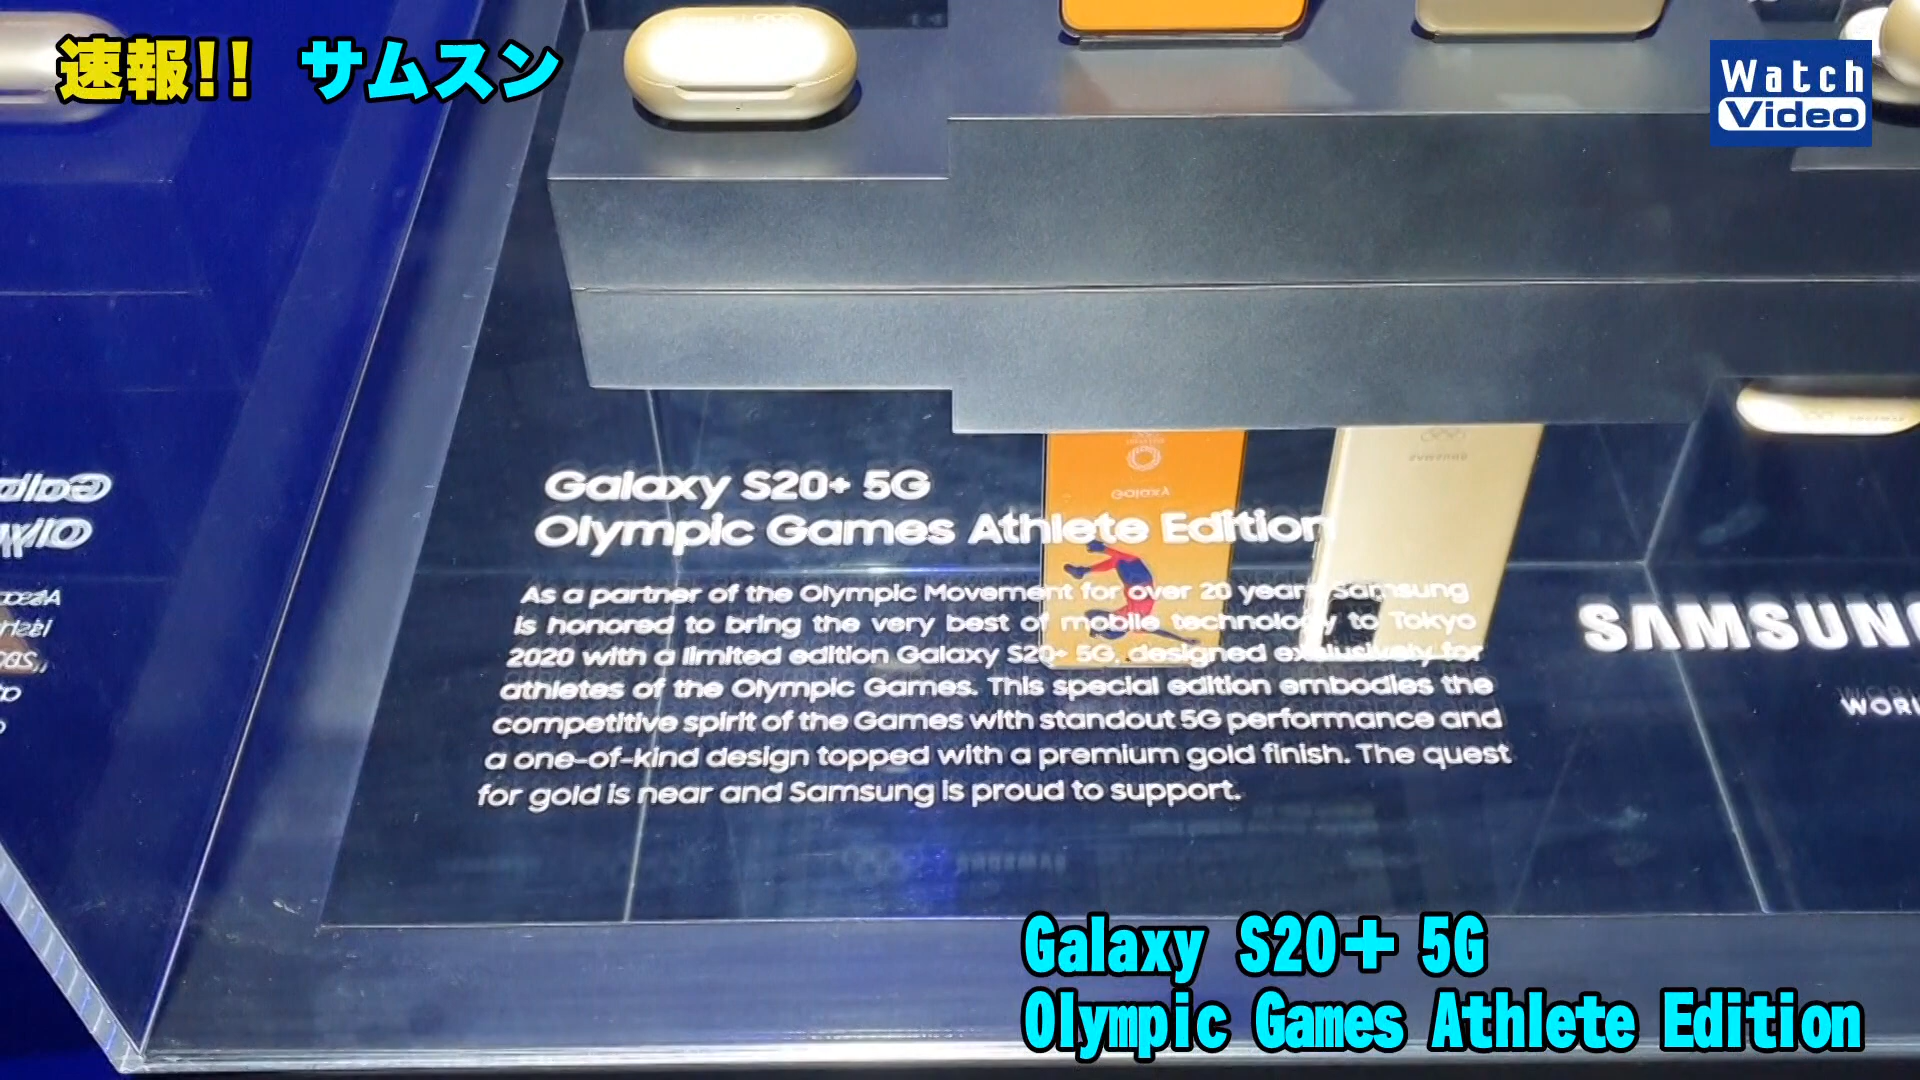 速報!! サムスン
Watch
Video
Galaxy S20+ 5G
Olympic Games Athlete Edition
As a partner of the Olympic Movement for over 20 years, Samsung
is honored to bring the very best of mobile technology to Tokyo
2020 with a limited edition Galaxy S20+ 5G, designed exclusively for
athletes of the Olympic Games. This special edition embodies the
competitive spirit of the Games with standout 5G performance and
a one-of-kind design topped with a premium gold finish. The quest
for gold is near and Samsung is proud to support.
Galaxy
SAMSUNG
SAMSUNG
Galaxy S20+ 5G
Olympic Games Athlete Edition